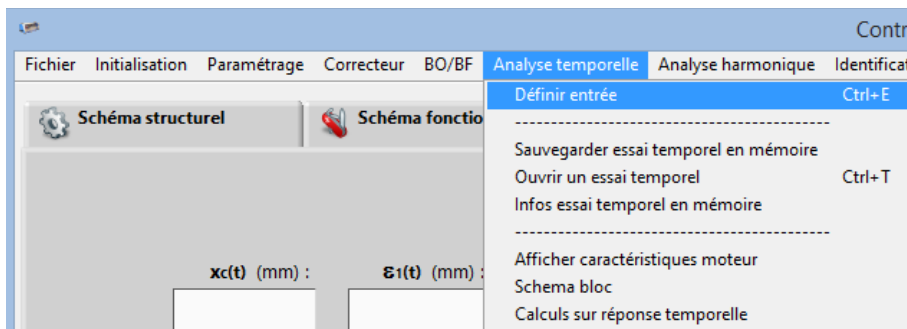 Contr
Fichier Initialisation Paramétrage Correcteur BO/BF Analyse temporelle Analyse harmonique Identifica
Définir entrée Ctrl+E
Schéma structurel Schéma fonctio
--------------------------------------------
Sauvegarder essai temporel en mémoire
Ouvrir un essai temporel Ctrl+T
Infos essai temporel en mémoire
--------------------------------------------
Afficher caractéristiques moteur
xc(t) (mm) : ε1(t) (mm) :
Schema bloc
Calculs sur réponse temporelle